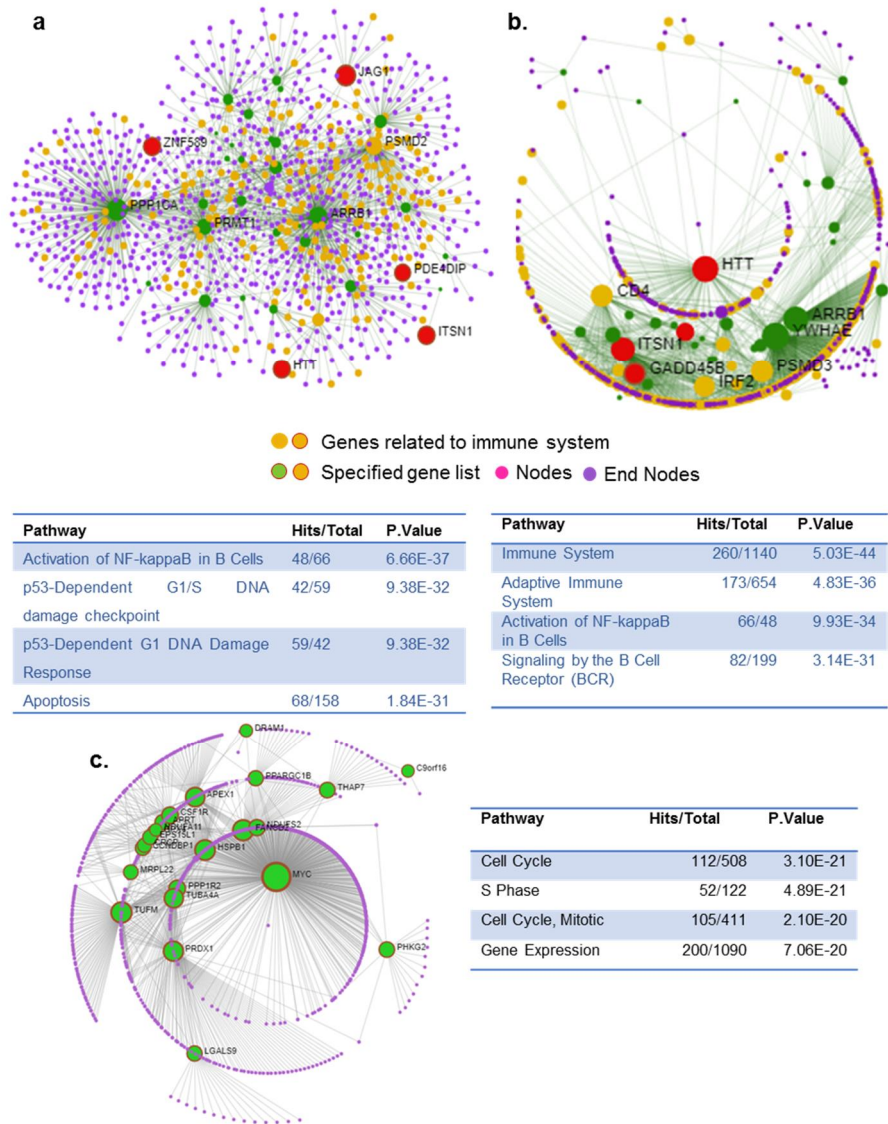 a
JAG1
ZNF589
PSMD2
PPP1CA
PRMT1
ARRB1
PDE4DIP
ITSN1
HTT
b.
HTT
CD4
ARRB1
YWHAE
ITSN1
GADD45B
PSMD3
IRF2
Genes related to immune system
Specified gene list Nodes End Nodes
Pathway Hits/Total P.Value
Activation of NF-kappaB in B Cells 48/66 6.66E-37
p53-Dependent G1/S DNA 42/59 9.38E-32
damage checkpoint
p53-Dependent G1 DNA Damage 59/42 9.38E-32
Response
Apoptosis 68/158 1.84E-31
Pathway Hits/Total P.Value
Immune System 260/1140 5.03E-44
Adaptive Immune 173/654 4.83E-36
System
Activation of NF-kappaB 66/48 9.93E-34
in B Cells
Signaling by the B Cell 82/199 3.14E-31
Receptor (BCR)
c.
DRAM1
C9orf16
PPARGC1B
THAP7
APEX1
CSF1R
APRT
NDUFA11
EPS15L1
CCNDBP1
NDUFS2
HSPB1
MYC
MRPL22
PPP1R2
TUBA4A
TUFM
PRDX1
PHKG2
LGALS9
Pathway Hits/Total P.Value
Cell Cycle 112/508 3.10E-21
S Phase 52/122 4.89E-21
Cell Cycle, Mitotic 105/411 2.10E-20
Gene Expression 200/1090 7.06E-20